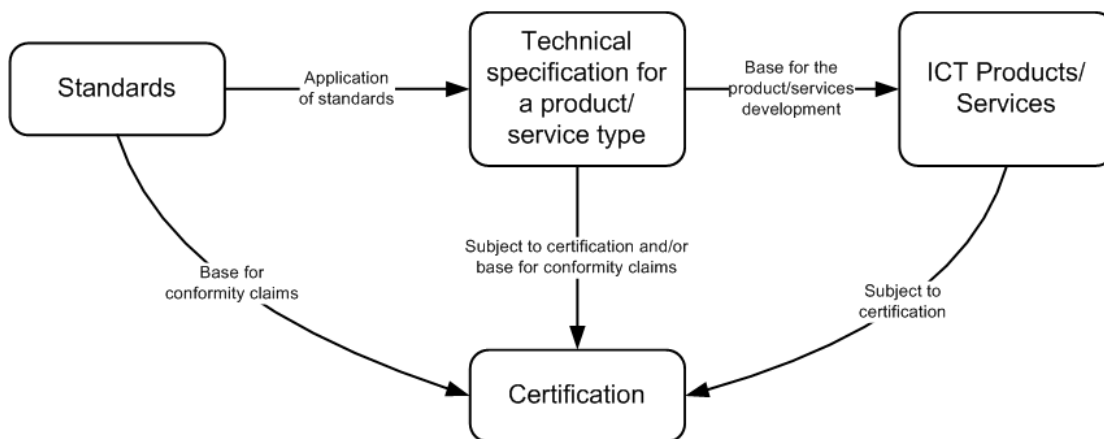 Standards
Application
of standards
Technical
specification for
a product/
service type
Base for the
product/services
development
ICT Products/
Services
Base for
conformity claims
Subject to certification and/or
base for conformity claims
Subject to
certification
Certification